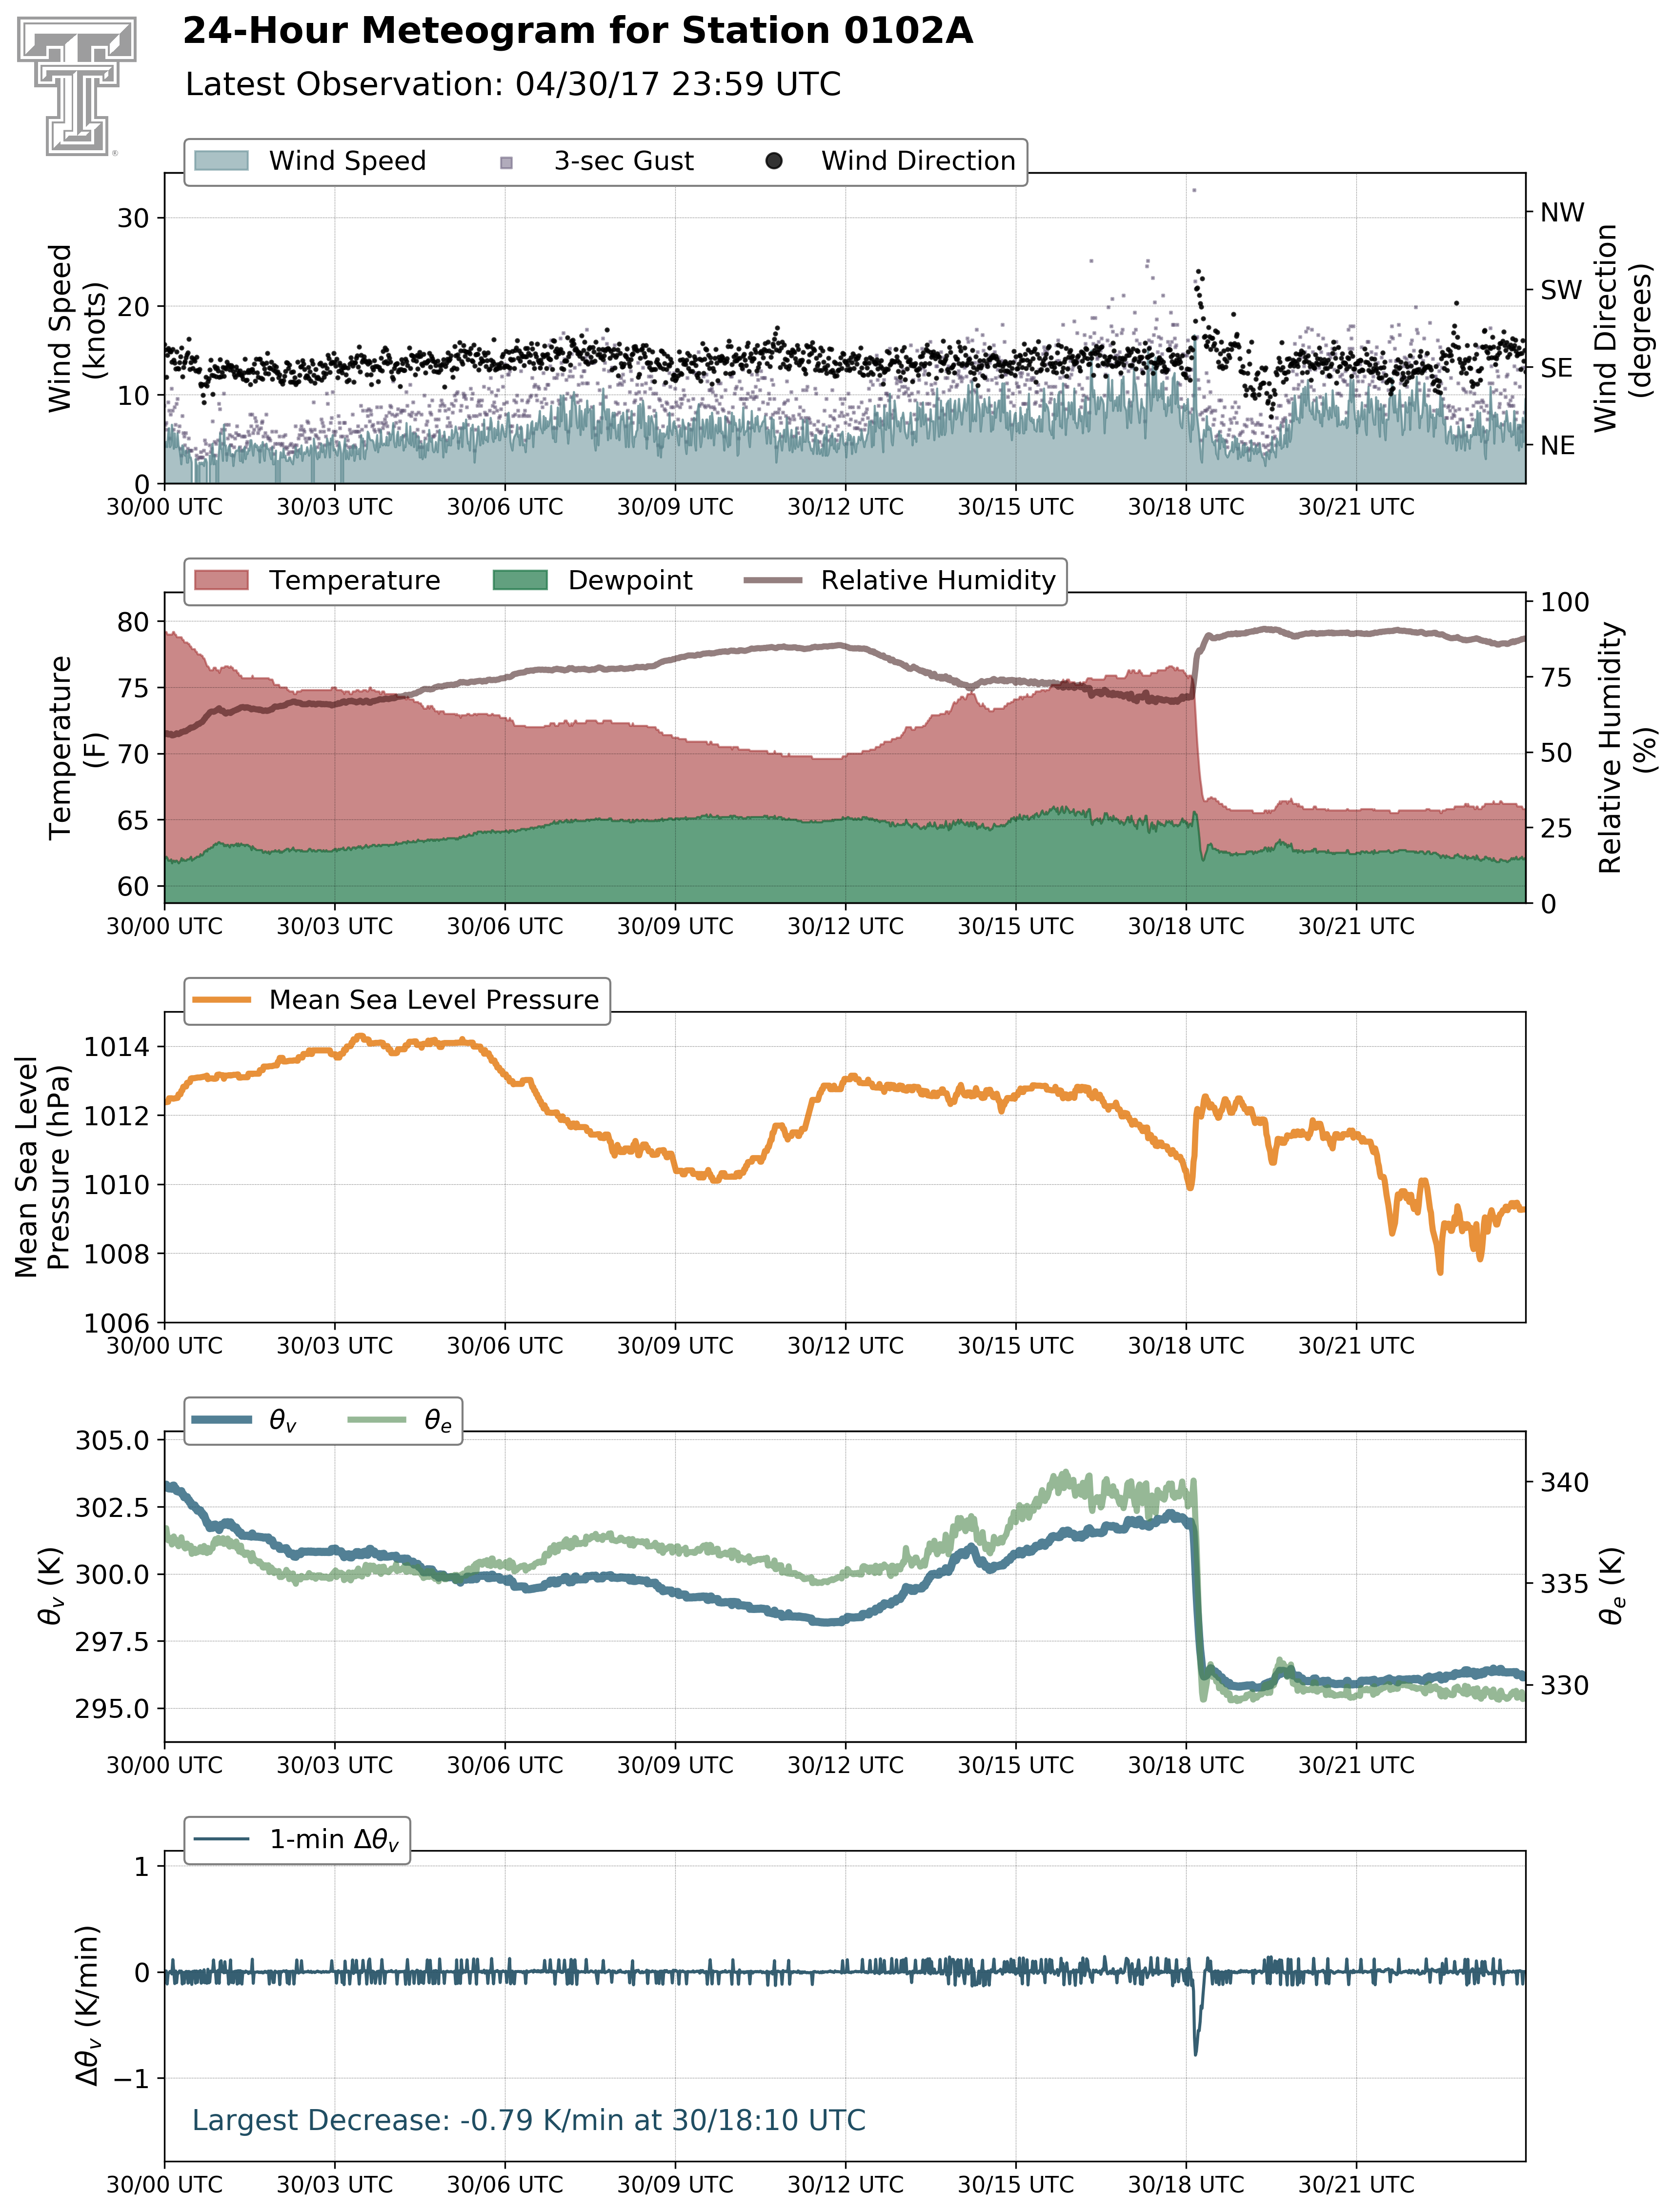 24-Hour Meteogram for Station 0102A
Latest Observation: 04/30/17 23:59 UTC
®
Wind Speed 3-sec Gust Wind Direction
Wind Speed
(knots)
30
20
10
0
NW
SW
SE
NE
Wind Direction
(degrees)
30/00 UTC 30/03 UTC 30/06 UTC 30/09 UTC 30/12 UTC 30/15 UTC 30/18 UTC 30/21 UTC
Temperature Dewpoint Relative Humidity
Temperature
(F)
80
75
70
65
60
100
75
50
25
0
Relative Humidity
(%)
30/00 UTC 30/03 UTC 30/06 UTC 30/09 UTC 30/12 UTC 30/15 UTC 30/18 UTC 30/21 UTC
Mean Sea Level Pressure
Mean Sea Level
Pressure (hPa)
1014
1012
1010
1008
1006
30/00 UTC 30/03 UTC 30/06 UTC 30/09 UTC 30/12 UTC 30/15 UTC 30/18 UTC 30/21 UTC
θv θe
θv (K)
305.0
302.5
300.0
297.5
295.0
340
335
330
θe (K)
30/00 UTC 30/03 UTC 30/06 UTC 30/09 UTC 30/12 UTC 30/15 UTC 30/18 UTC 30/21 UTC
1-min Δθv
Δθv (K/min)
1
0
−1
Largest Decrease: -0.79 K/min at 30/18:10 UTC
30/00 UTC 30/03 UTC 30/06 UTC 30/09 UTC 30/12 UTC 30/15 UTC 30/18 UTC 30/21 UTC